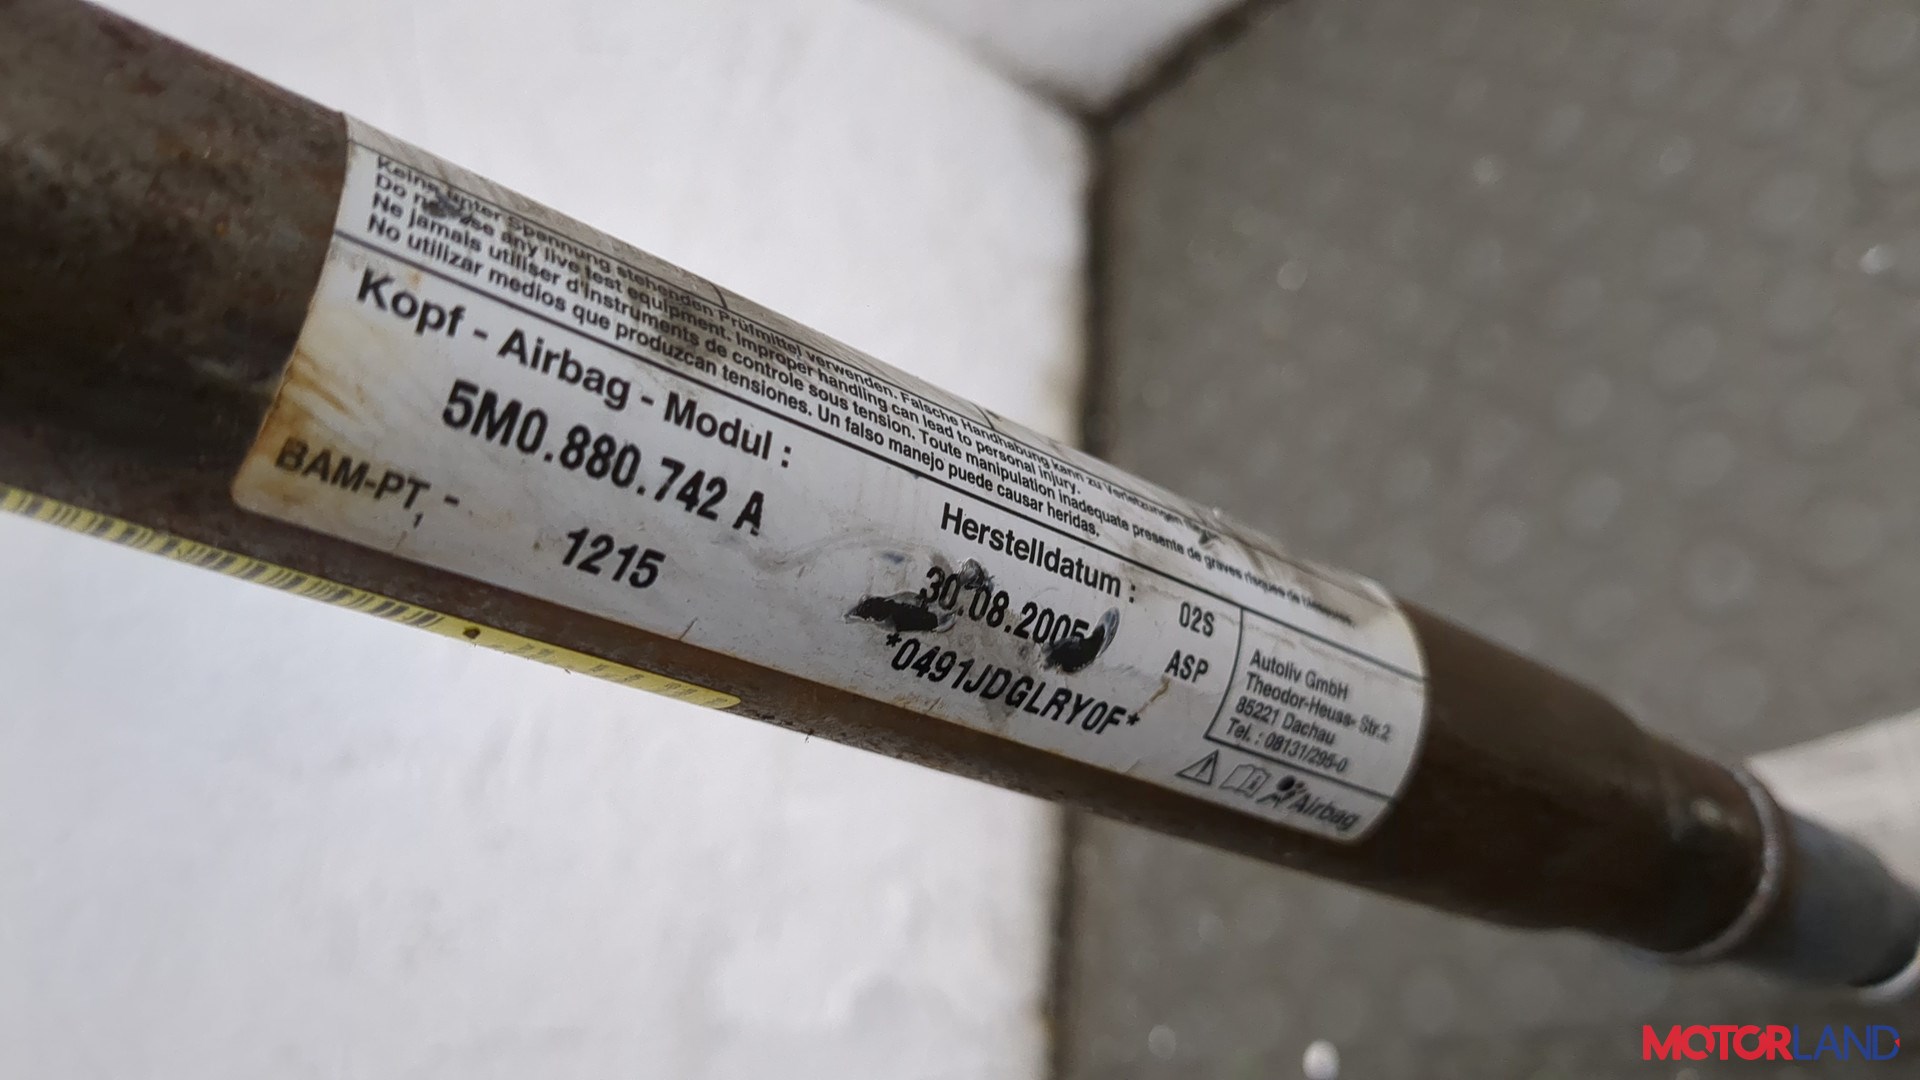 Keine unter Spannung stehenden Prüfmittel verwenden. Falsche Handhabung kann zu Verletzungen
Do not use any live test equipment. Improper handling can lead to personal injury.
Ne jamais utiliser d'instruments de controle sous tension. Toute manipulation inadequate presente de graves risques de blessures.
No utilizar medios que produzcan tensiones. Un falso manejo puede causar heridas.
Kopf - Airbag - Modul :
5M0.880.742 A
BAM-PT1 -
1215
Herstelldatum :
30.08.2005
*0491JDGLRY0F*
02S
ASP
Autoliv GmbH
Theodor-Heuss- Str.2
85221 Dachau
Tel. : 08131/295-0
Airbag
MOTORLAND